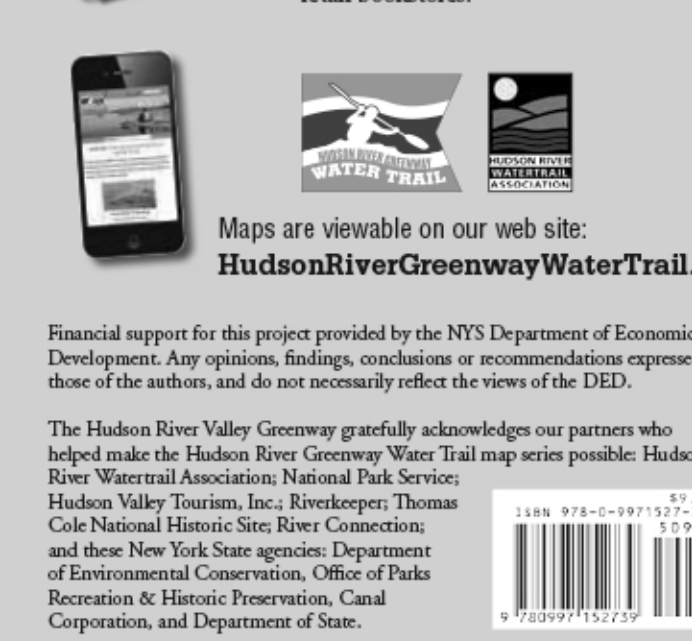 HUDSON RIVER GREENWAY
WATER TRAIL
HUDSON RIVER
WATERTRAIL
ASSOCIATION
Maps are viewable on our web site:
HudsonRiverGreenwayWaterTrail.
Financial support for this project provided by the NYS Department of Economic
Development. Any opinions, findings, conclusions or recommendations expresse
those of the authors, and do not necessarily reflect the views of the DED.
The Hudson River Valley Greenway gratefully acknowledges our partners who
helped make the Hudson River Greenway Water Trail map series possible: Hudso
River Watertrail Association; National Park Service;
Hudson Valley Tourism, Inc.; Riverkeeper; Thomas
Cole National Historic Site; River Connection;
and these New York State agencies: Department
of Environmental Conservation, Office of Parks
Recreation & Historic Preservation, Canal
Corporation, and Department of State.
$9.
ISBN 978-0-9971527-
509
9 780997 152739